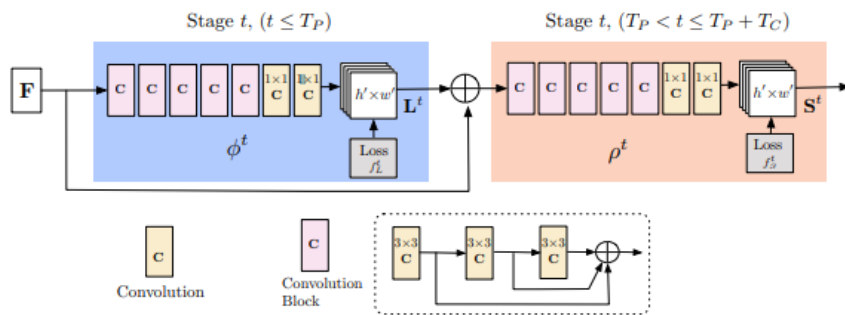 Stage t, (t ≤ T_P)
Stage t, (T_P < t ≤ T_P + T_C)
F
C C C C C 1×1 C 1×1 C
h′×w′
L^t
Loss
f_L^t
ϕ^t
C C C C C 1×1 C 1×1 C
h′×w′
S^t
Loss
f_S^t
ρ^t
C
Convolution
C
Convolution
Block
3×3 C 3×3 C 3×3 C